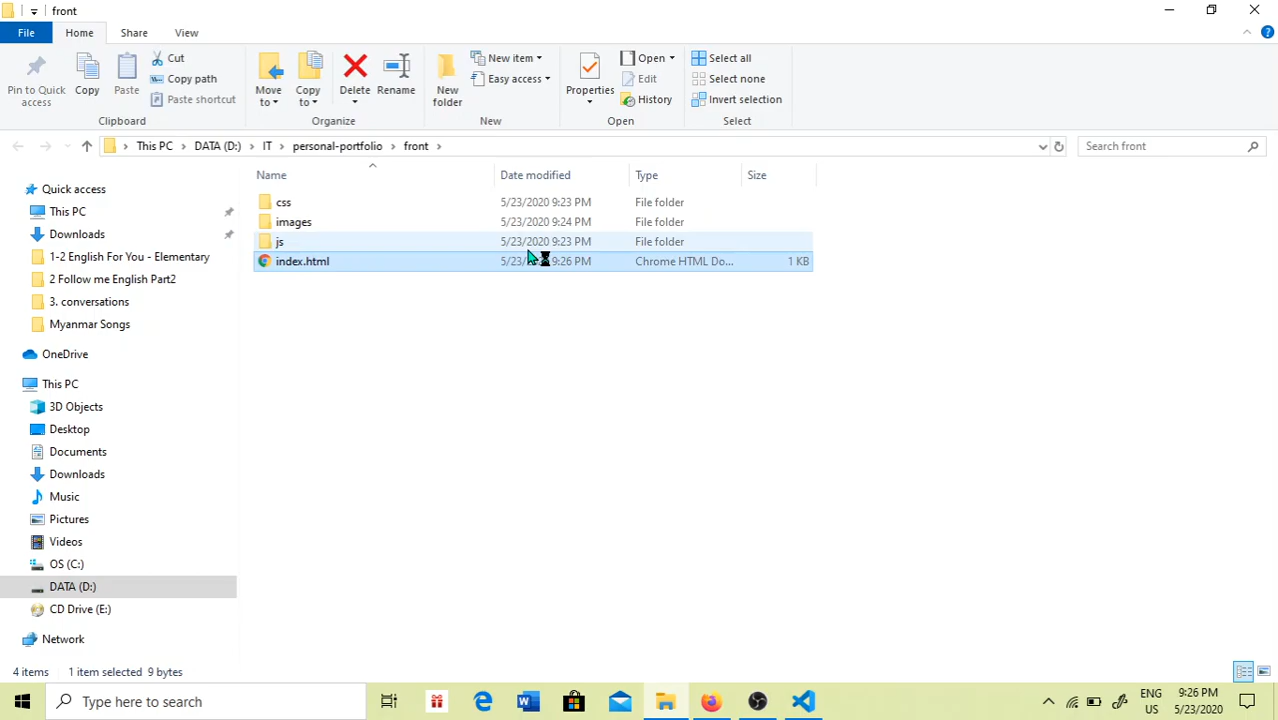 front
File Home Share View
Pin to Quick access
Copy
Paste
Cut
Copy path
Paste shortcut
Clipboard
Move to
Copy to
Delete
Rename
Organize
New folder
New item
Easy access
New
Properties
Open
Edit
History
Open
Select all
Select none
Invert selection
Select
This PC DATA (D:) IT personal-portfolio front
Search front
Name Date modified Type Size
css 5/23/2020 9:23 PM File folder
images 5/23/2020 9:24 PM File folder
js 5/23/2020 9:23 PM File folder
index.html 5/23/ 9:26 PM Chrome HTML Do... 1 KB
Quick access
This PC
Downloads
1-2 English For You - Elementary
2 Follow me English Part2
3. conversations
Myanmar Songs
OneDrive
This PC
3D Objects
Desktop
Documents
Downloads
Music
Pictures
Videos
OS (C:)
DATA (D:)
CD Drive (E:)
Network
4 items 1 item selected 9 bytes
Type here to search
ENG
US
9:26 PM
5/23/2020